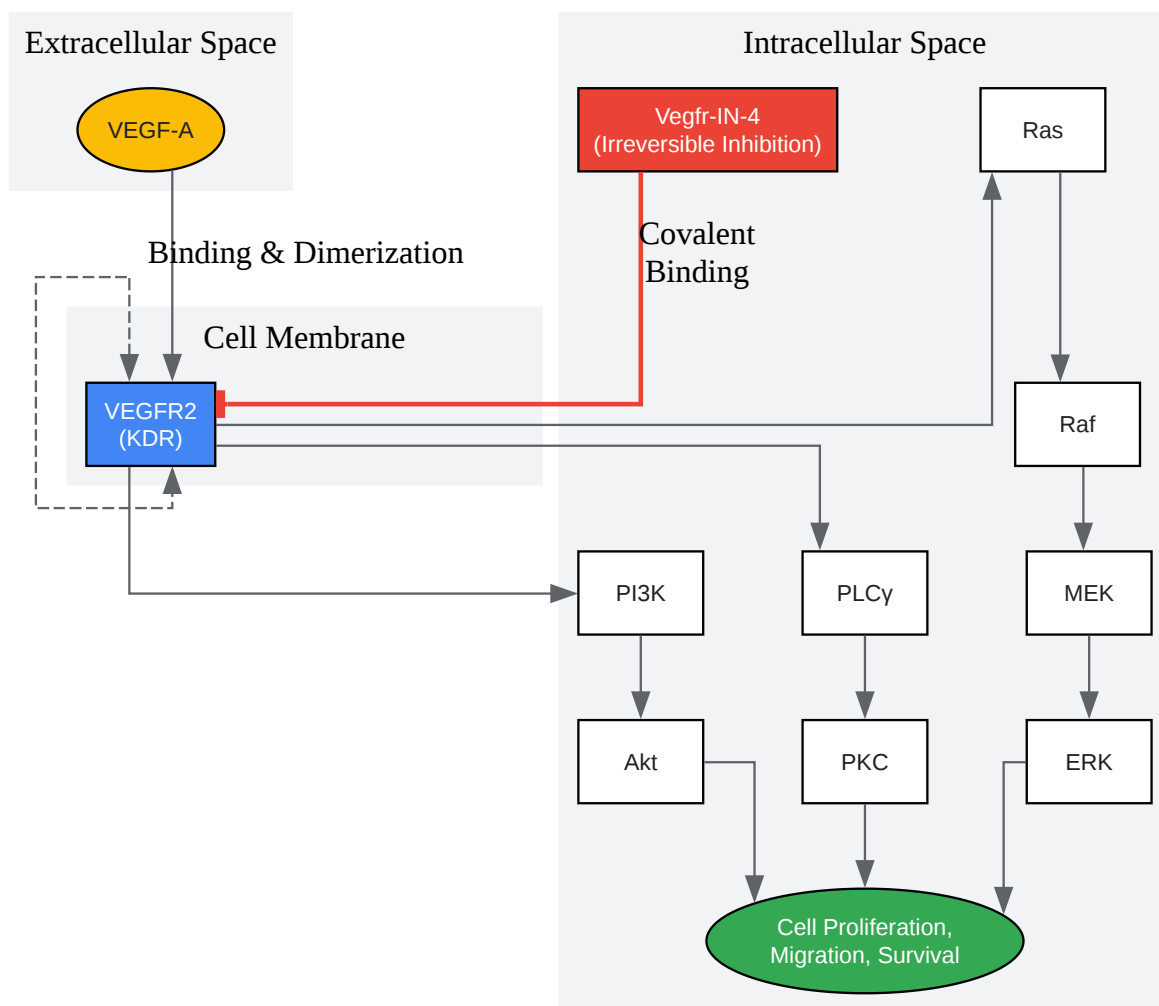 Extracellular Space
Intracellular Space
VEGF-A
Vegfr-IN-4
(Irreversible Inhibition)
Ras
Binding & Dimerization
Covalent
Binding
Cell Membrane
VEGFR2
(KDR)
Raf
PI3K
PLCγ
MEK
Akt
PKC
ERK
Cell Proliferation,
Migration, Survival